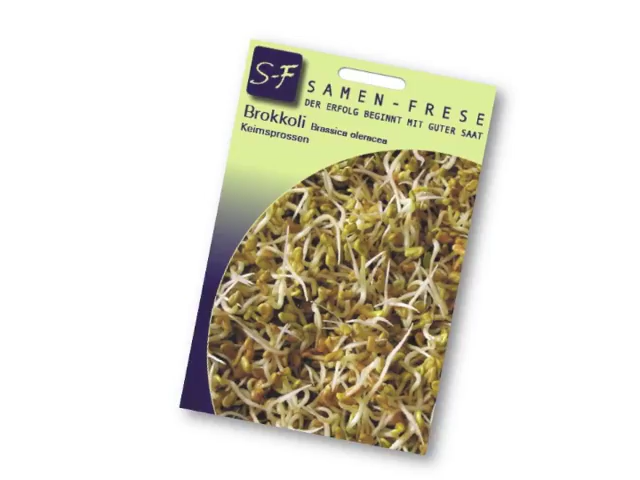 S-F
SAMEN-FRESE
DER ERFOLG BEGINNT MIT GUTER SAAT
Brokkoli Brassica oleracea
Keimsprossen